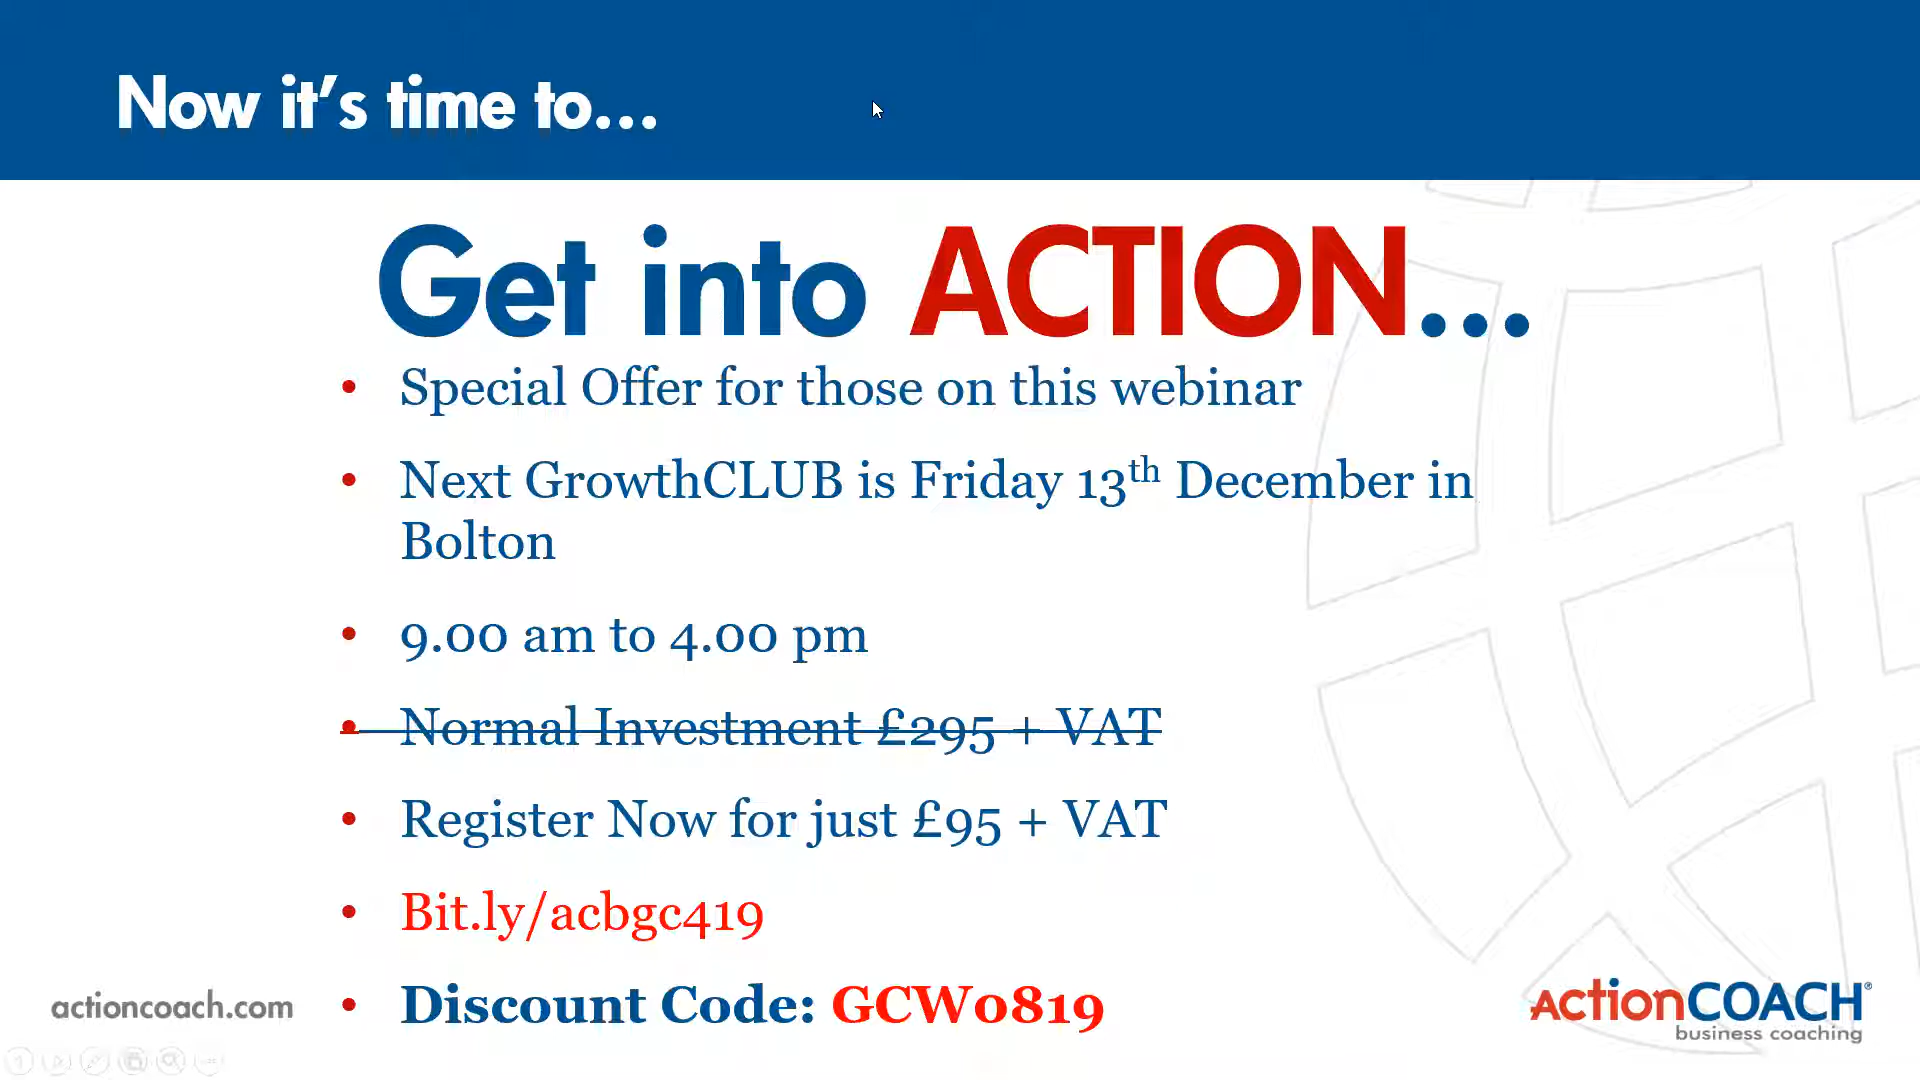 Now it's time to...
Get into ACTION...
• Special Offer for those on this webinar
• Next GrowthCLUB is Friday 13th December in
Bolton
• 9.00 am to 4.00 pm
• Normal Investment £295 + VAT
• Register Now for just £95 + VAT
• Bit.ly/acbgc419
• Discount Code: GCW0819
actioncoach.com
actionCOACH®
business coaching